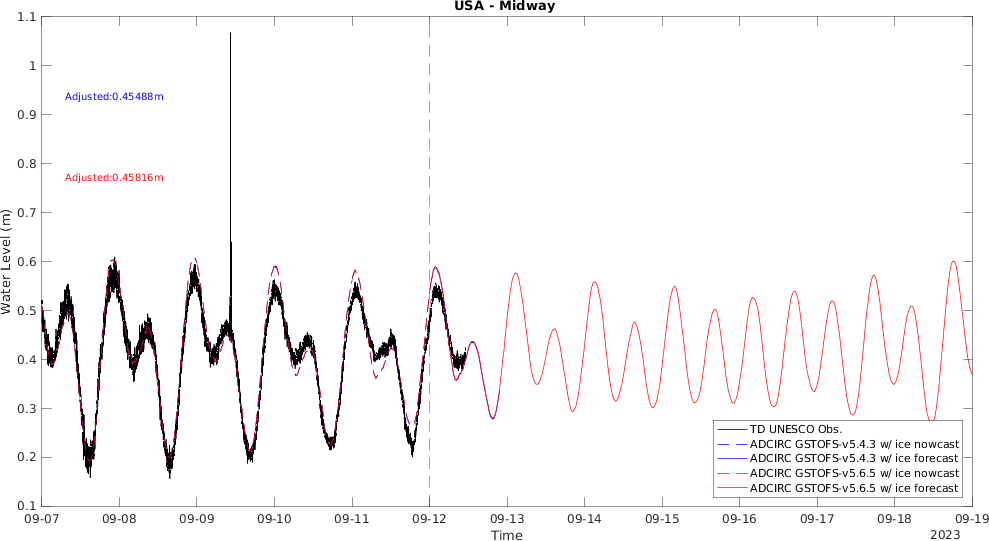 USA - Midway
1.1
1
0.9
0.8
0.7
0.6
0.5
0.4
0.3
0.2
0.1
Water Level (m)
Adjusted:0.45488m
Adjusted:0.45816m
TD UNESCO Obs.
ADCIRC GSTOFS-v5.4.3 w/ ice nowcast
ADCIRC GSTOFS-v5.4.3 w/ ice forecast
ADCIRC GSTOFS-v5.6.5 w/ ice nowcast
ADCIRC GSTOFS-v5.6.5 w/ ice forecast
09-07 09-08 09-09 09-10 09-11 09-12 09-13 09-14 09-15 09-16 09-17 09-18 09-19
Time
2023